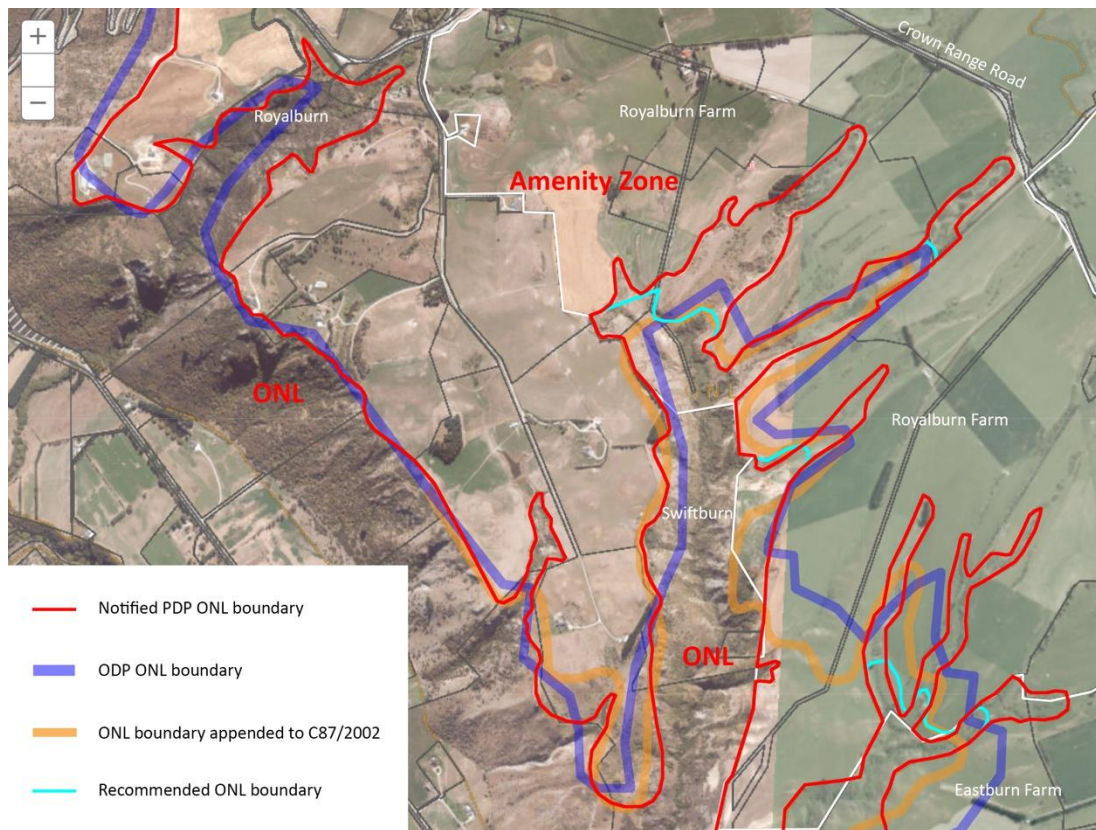 +
−
Crown Range Road
Royalburn
Royalburn Farm
Amenity Zone
ONL
Royalburn Farm
Swiftburn
ONL
Eastburn Farm
Notified PDP ONL boundary
ODP ONL boundary
ONL boundary appended to C87/2002
Recommended ONL boundary